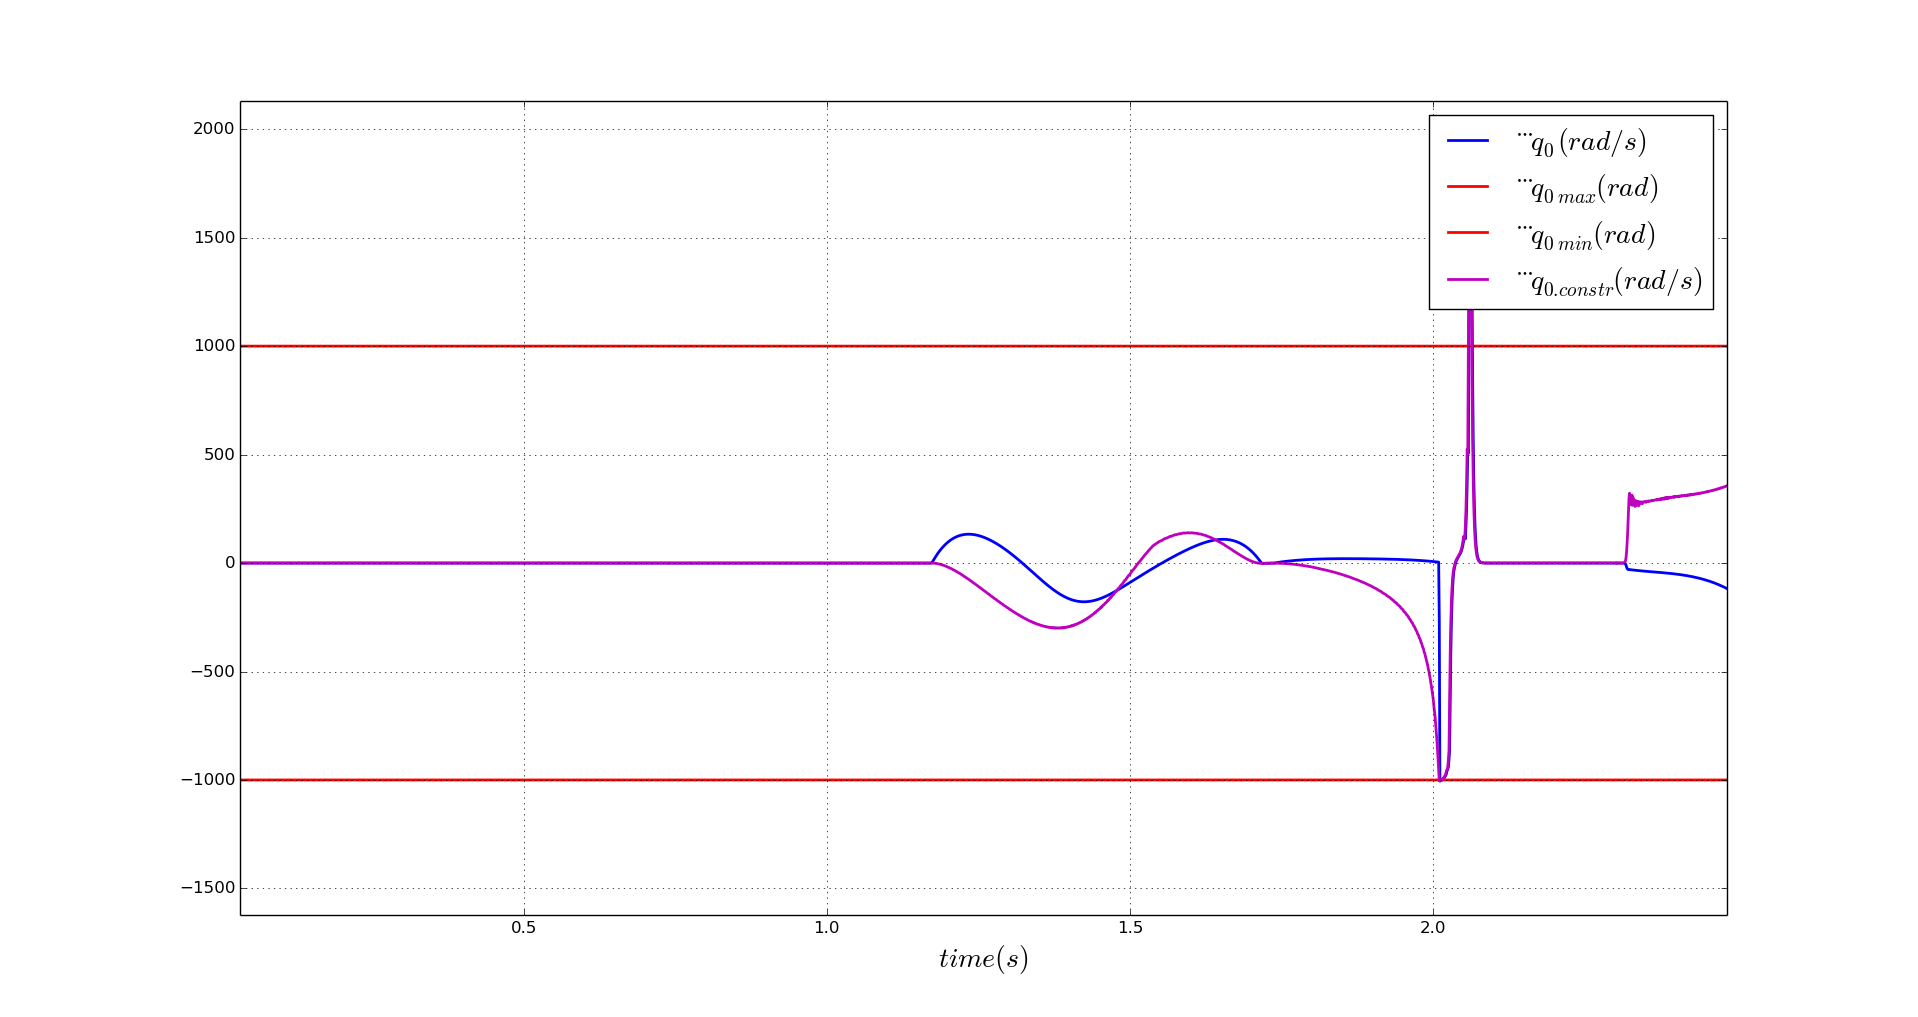 2000
1500
1000
500
0
−500
−1000
−1500
0.5 1.0 1.5 2.0
time(s)
⃛q₀ (rad/s)
⃛q₀ max(rad)
⃛q₀ min(rad)
⃛q₀.constr(rad/s)